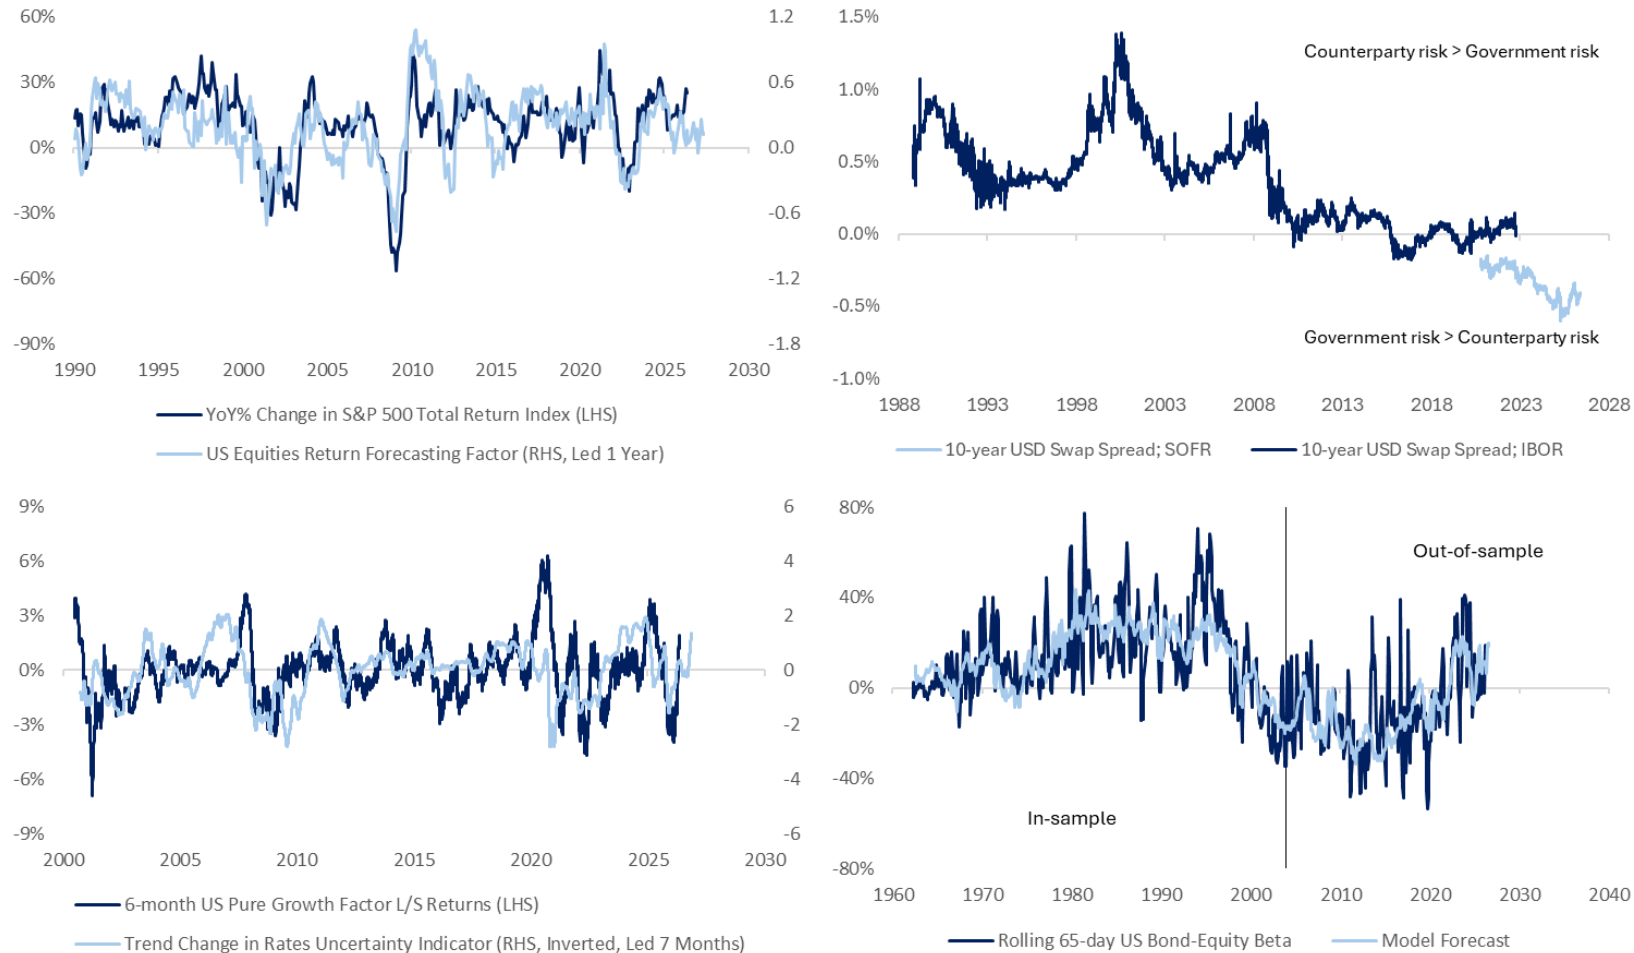 60%
30%
0%
-30%
-60%
-90%
1.2
0.6
0.0
-0.6
-1.2
-1.8
1990 1995 2000 2005 2010 2015 2020 2025 2030
YoY% Change in S&P 500 Total Return Index (LHS)
US Equities Return Forecasting Factor (RHS, Led 1 Year)
1.5%
1.0%
0.5%
0.0%
-0.5%
-1.0%
Counterparty risk > Government risk
Government risk > Counterparty risk
1988 1993 1998 2003 2008 2013 2018 2023 2028
10-year USD Swap Spread; SOFR 10-year USD Swap Spread; IBOR
9%
6%
3%
0%
-3%
-6%
-9%
6
4
2
0
-2
-4
-6
2000 2005 2010 2015 2020 2025 2030
6-month US Pure Growth Factor L/S Returns (LHS)
Trend Change in Rates Uncertainty Indicator (RHS, Inverted, Led 7 Months)
80%
40%
0%
-40%
-80%
Out-of-sample
In-sample
1960 1970 1980 1990 2000 2010 2020 2030 2040
Rolling 65-day US Bond-Equity Beta Model Forecast